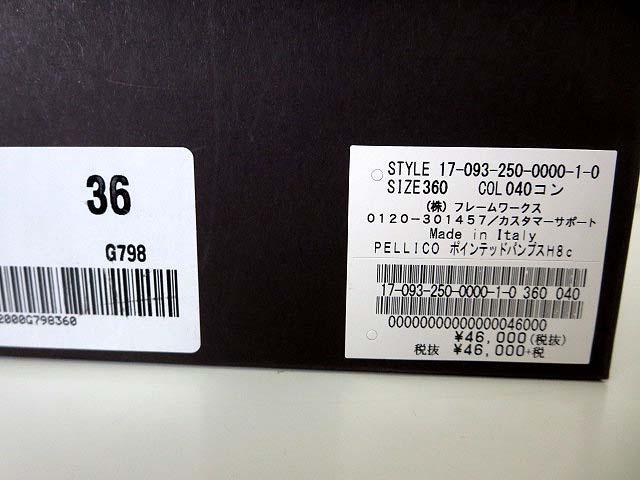 36
G798
2000G798360
STYLE 17-093-250-0000-1-0
SIZE360 COL040コン
(株) フレームワークス
0120-301457/カスタマーサポート
Made in Italy
PELLICO ポインテッドパンプスH8c
17-093-250-0000-1-0 360 040
00000000000000046000
¥46,000(税抜)
税抜 ¥46,000+税